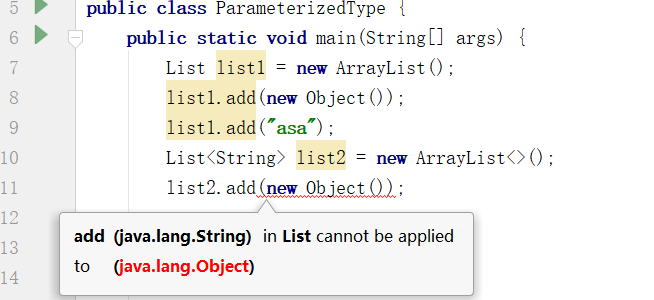 5 public class ParameterizedType {
6 public static void main(String[] args) {
7 List list1 = new ArrayList();
8 list1.add(new Object());
9 list1.add("asa");
10 List<String> list2 = new ArrayList<>();
11 list2.add(new Object());
12
add (java.lang.String) in List cannot be applied
13
to (java.lang.Object)
14